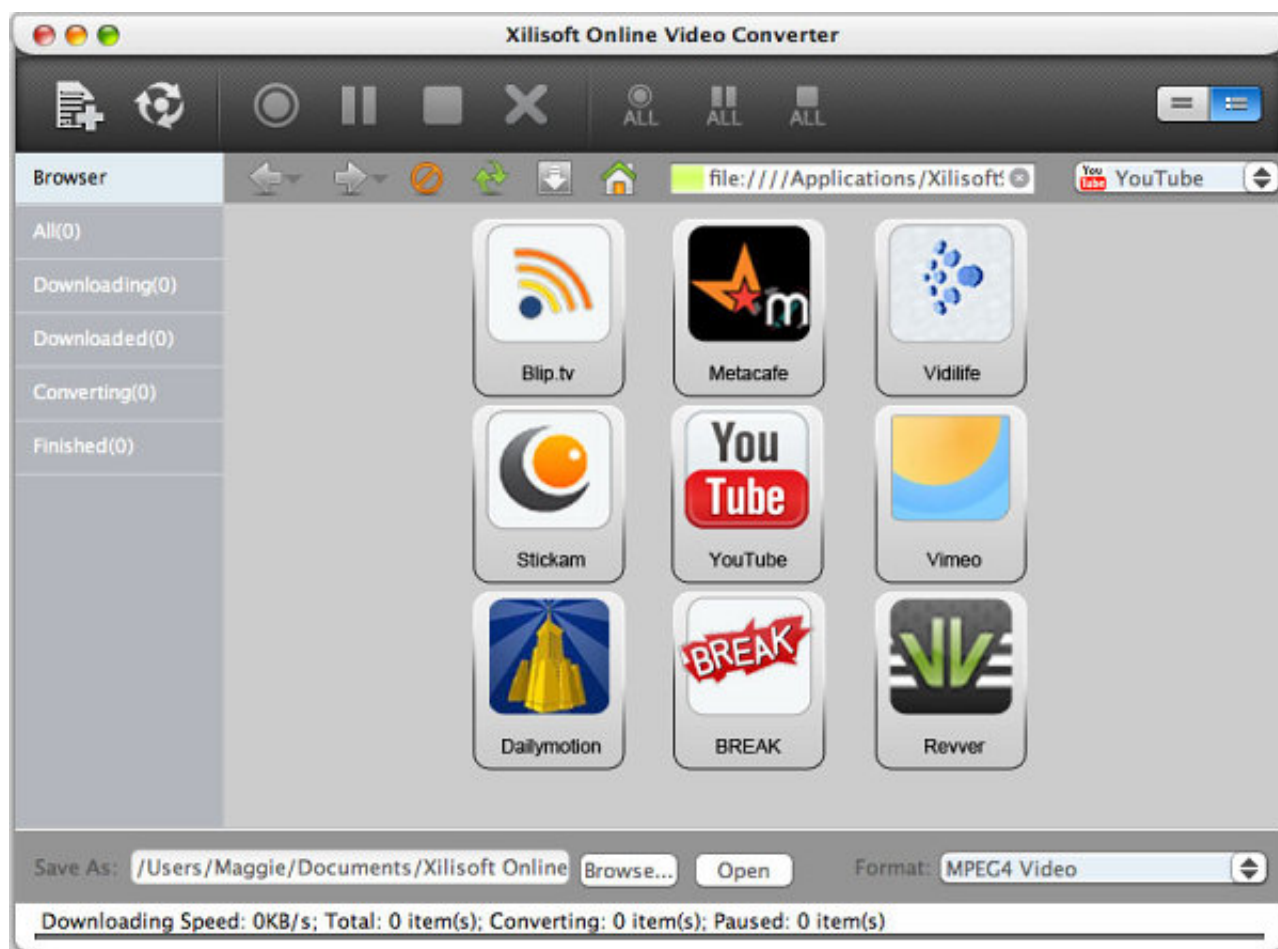 Xilisoft Online Video Converter
ALL ALL ALL
Browser
file:////Applications/Xilisoft
You Tube YouTube
All(0)
Downloading(0)
Downloaded(0)
Converting(0)
Finished(0)
m
Blip.tv Metacafe Vidilife
You
Tube
Stickam YouTube Vimeo
BREAK
Dailymotion BREAK Revver
Save As: /Users/Maggie/Documents/Xilisoft Online Browse... Open Format: MPEG4 Video
Downloading Speed: 0KB/s; Total: 0 item(s); Converting: 0 item(s); Paused: 0 item(s)